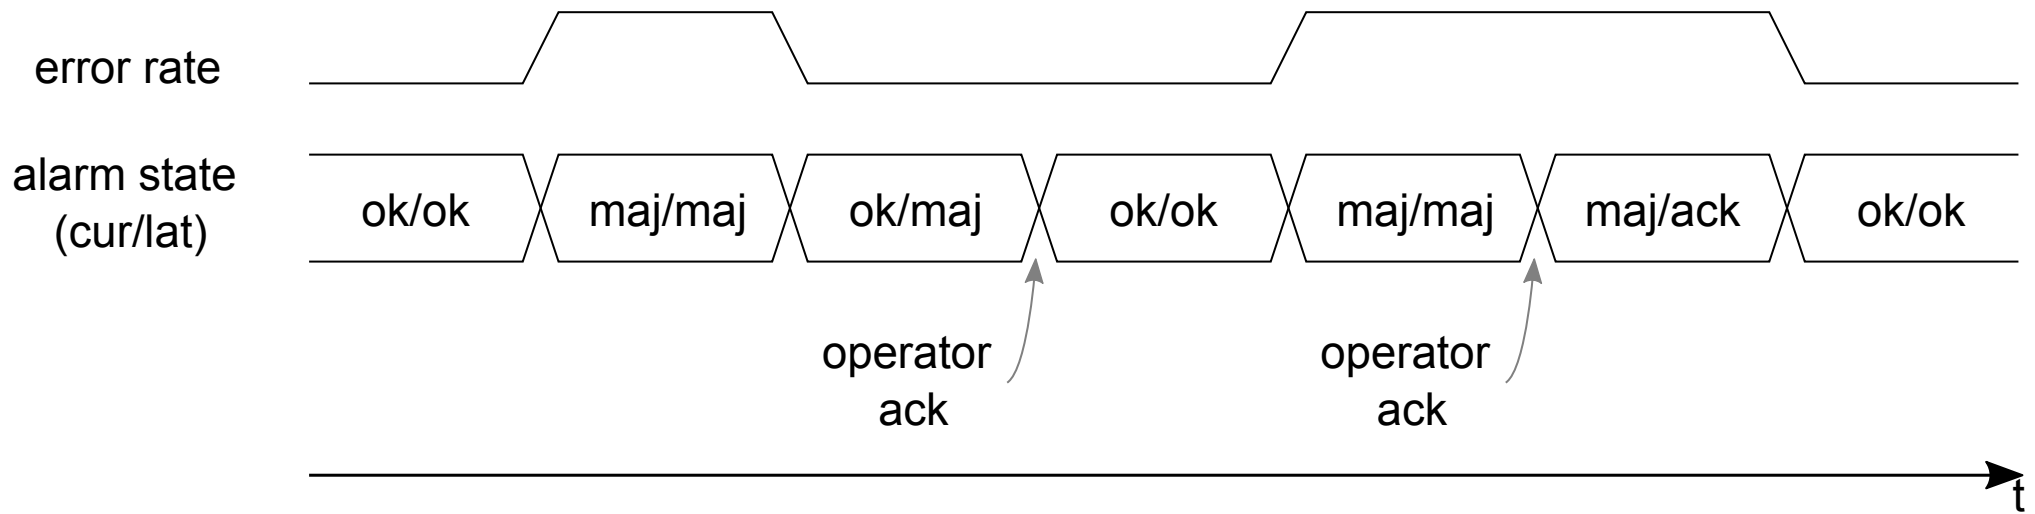 error rate
alarm state
(cur/lat)
ok/ok maj/maj ok/maj ok/ok maj/maj maj/ack ok/ok
operator
ack
operator
ack
t